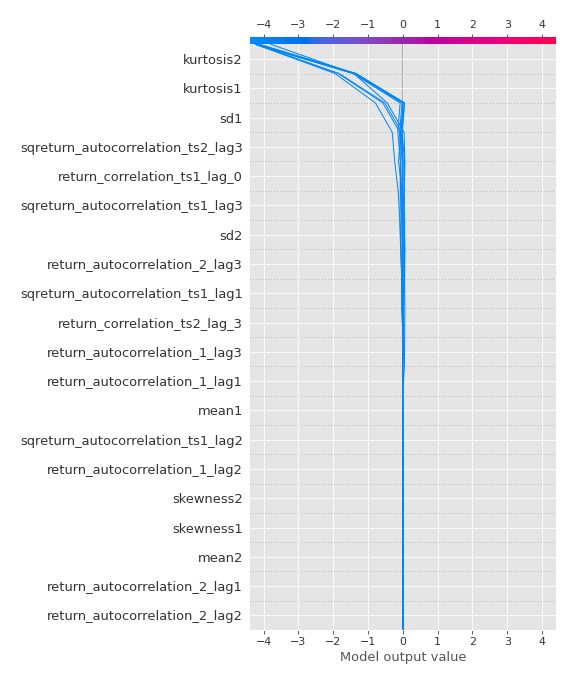 −4 −3 −2 −1 0 1 2 3 4
kurtosis2
kurtosis1
sd1
sqreturn_autocorrelation_ts2_lag3
return_correlation_ts1_lag_0
sqreturn_autocorrelation_ts1_lag3
sd2
return_autocorrelation_2_lag3
sqreturn_autocorrelation_ts1_lag1
return_correlation_ts2_lag_3
return_autocorrelation_1_lag3
return_autocorrelation_1_lag1
mean1
sqreturn_autocorrelation_ts1_lag2
return_autocorrelation_1_lag2
skewness2
skewness1
mean2
return_autocorrelation_2_lag1
return_autocorrelation_2_lag2
−4 −3 −2 −1 0 1 2 3 4
Model output value